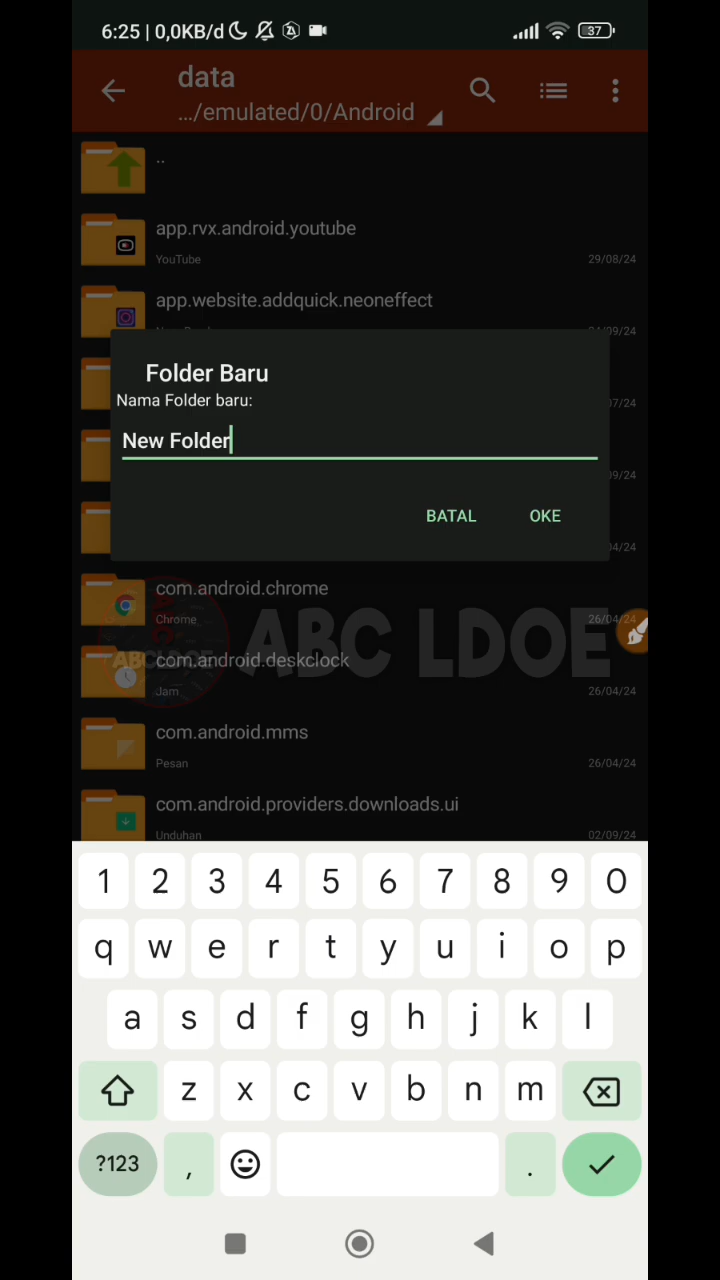 6:25 | 0,0KB/d
37
data
.../emulated/0/Android
..
app.rvx.android.youtube
YouTube
29/08/24
app.website.addquick.neoneffect
Folder Baru
Nama Folder baru:
New Folder
BATAL
OKE
com.android.chrome
Chrome
26/04/24
ABC LDOE
com.android.deskclock
Jam
26/04/24
com.android.mms
Pesan
26/04/24
com.android.providers.downloads.ui
Unduhan
02/09/24
1 2 3 4 5 6 7 8 9 0
q w e r t y u i o p
a s d f g h j k l
z x c v b n m
?123 , .